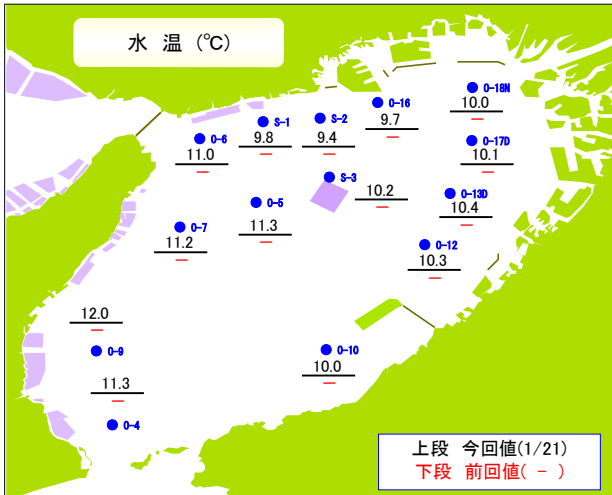 水 温 (℃)
O-18N
10.0
—
O-16
9.7
—
S-1
9.8
—
S-2
9.4
—
O-6
11.0
—
O-17D
10.1
—
S-3
10.2
—
O-13D
10.4
—
O-5
11.3
—
O-7
11.2
—
O-12
10.3
—
12.0
—
O-9
O-10
10.0
—
11.3
—
O-4
上段 今回値(1/21)
下段 前回値( － )